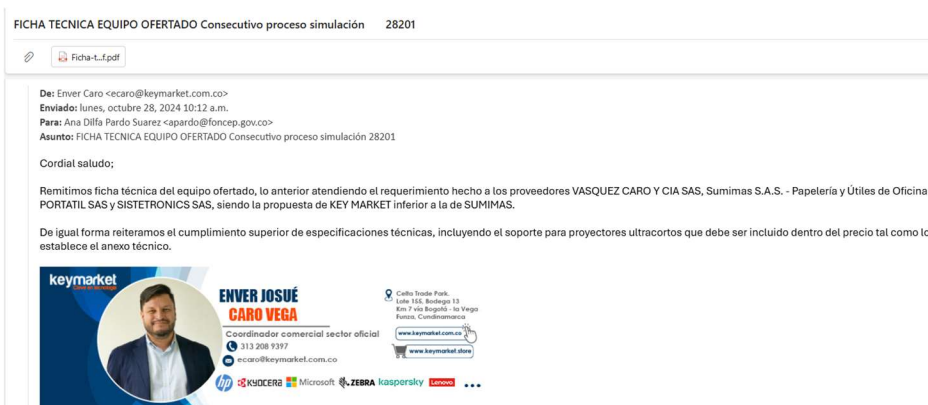 FICHA TECNICA EQUIPO OFERTADO Consecutivo proceso simulación 28201
Ficha-t...f.pdf
De: Enver Caro <ecaro@keymarket.com.co>
Enviado: lunes, octubre 28, 2024 10:12 a.m.
Para: Ana Dilfa Pardo Suarez <apardo@foncep.gov.co>
Asunto: FICHA TECNICA EQUIPO OFERTADO Consecutivo proceso simulación 28201
Cordial saludo;
Remitimos ficha técnica del equipo ofertado, lo anterior atendiendo el requerimiento hecho a los proveedores VASQUEZ CARO Y CIA SAS, Sumimas S.A.S. - Papelería y Útiles de Oficina
PORTATIL SAS y SISTETRONICS SAS, siendo la propuesta de KEY MARKET inferior a la de SUMIMAS.
De igual forma reiteramos el cumplimiento superior de especificaciones técnicas, incluyendo el soporte para proyectores ultracortos que debe ser incluido dentro del precio tal como lo
establece el anexo técnico.
keymarket
ENVER JOSUÉ
CARO VEGA
Coordinador comercial sector oficial
313 208 9397
ecaro@keymarket.com.co
Celta Trade Park.
Lote 155. Bodega 13
Km 7 via Bogotá - la Vega
Funza, Cundinamarca
www.keymarket.com.co
www.keymarket.store
hp KYOCERA Microsoft ZEBRA kaspersky Lenovo ...